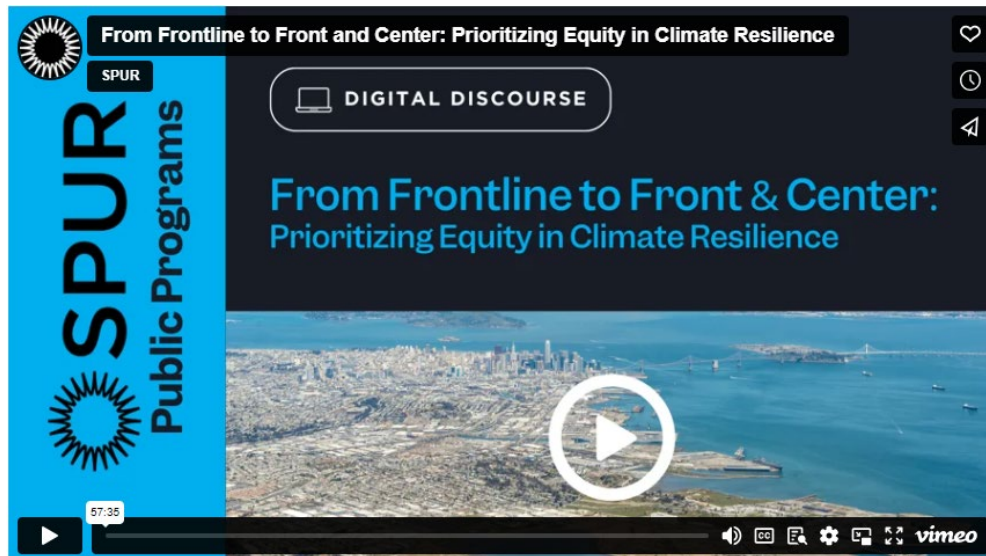 From Frontline to Front and Center: Prioritizing Equity in Climate Resilience
SPUR
DIGITAL DISCOURSE
From Frontline to Front & Center:
Prioritizing Equity in Climate Resilience
SPUR
Public Programs
57:35
CC
vimeo